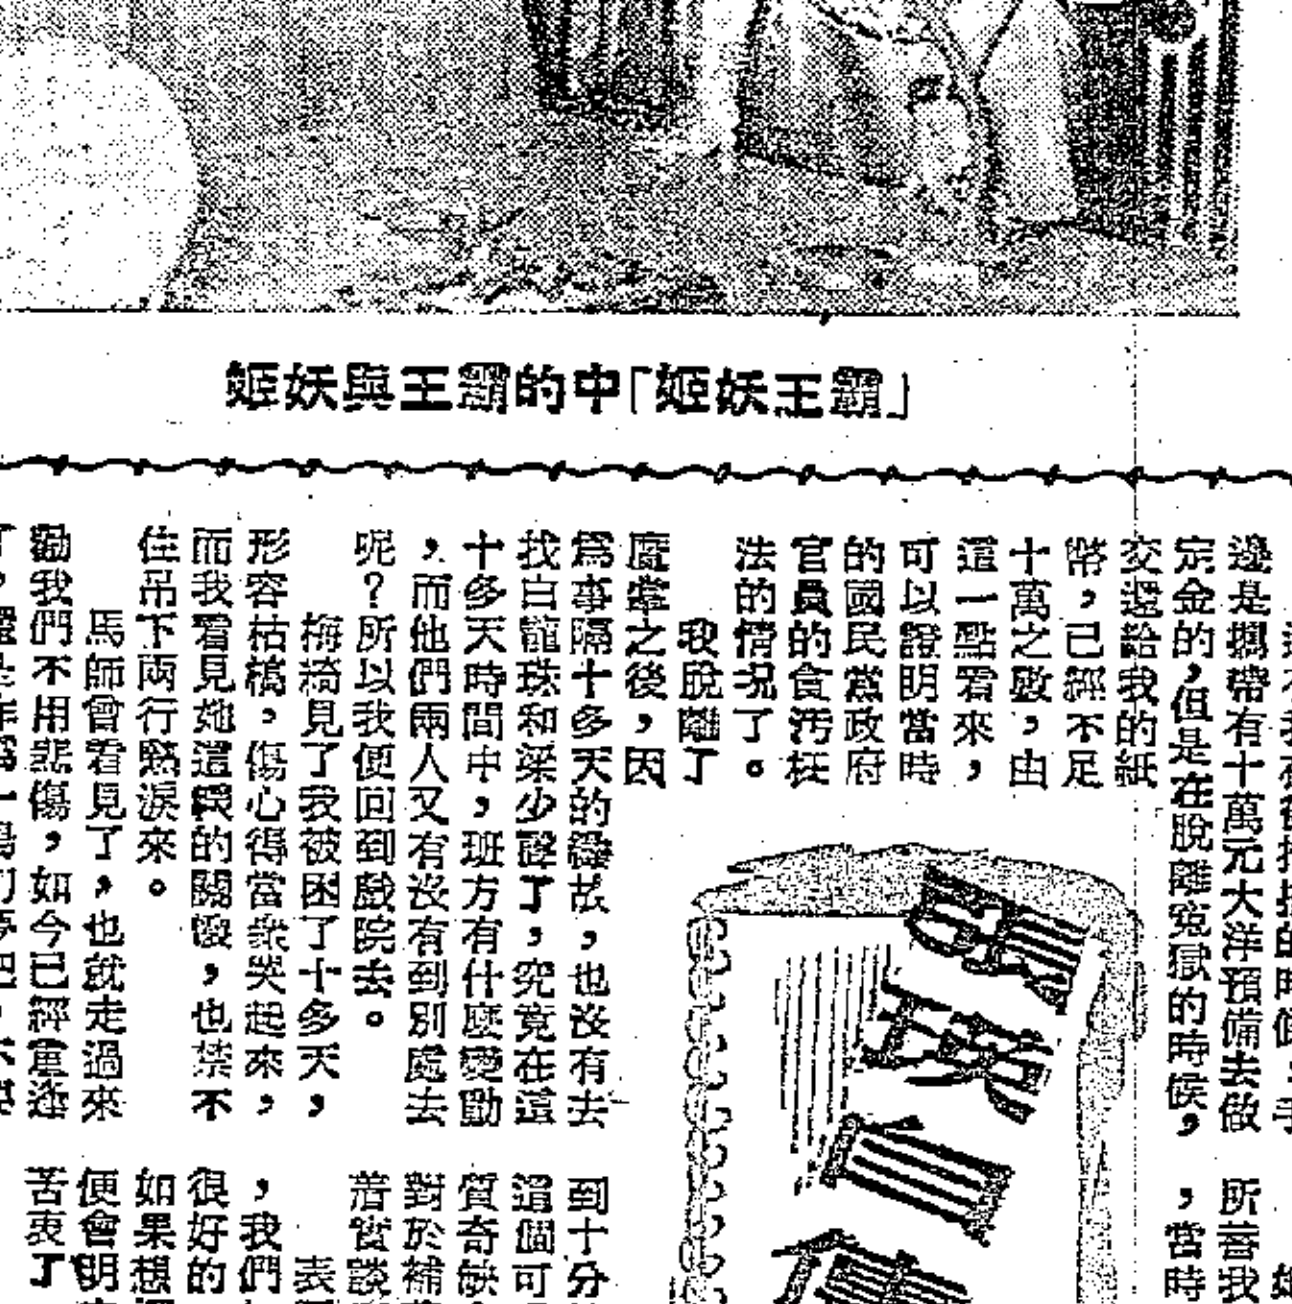 「霸王妖姬」中的霸王與妖姬
邊是攜帶有十萬元大洋預備去做
定金的,但是在脫離冤獄的時候,
交還給我的紙
幣,已經不足
十萬之數,由
這一點看來,
可以證明當時
的國民黨政府
官員的貪污枉
法的情況了。
我脫離了
魔掌之後,因
爲事隔十多天的緣故,也沒有去
找白龍珠和梁少聲了,究竟在這
十多天時間中,班方有什麼變動
,而他們兩人又有沒有到別處去
呢?所以我便回到戲院去。
梅綺見了我被困了十多天,
形容枯槁,傷心得當衆哭起來,
而我看見她這樣的關懷,也禁不
住吊下兩行熱淚來。
馬師曾看見了,也就走過來
勸我們不用悲傷,如今已經重逢
所善我
,當時
到十分
這個可
質奇缺
對於補
着實談
表
,我們
很好的
如果想
便會明
苦衷了